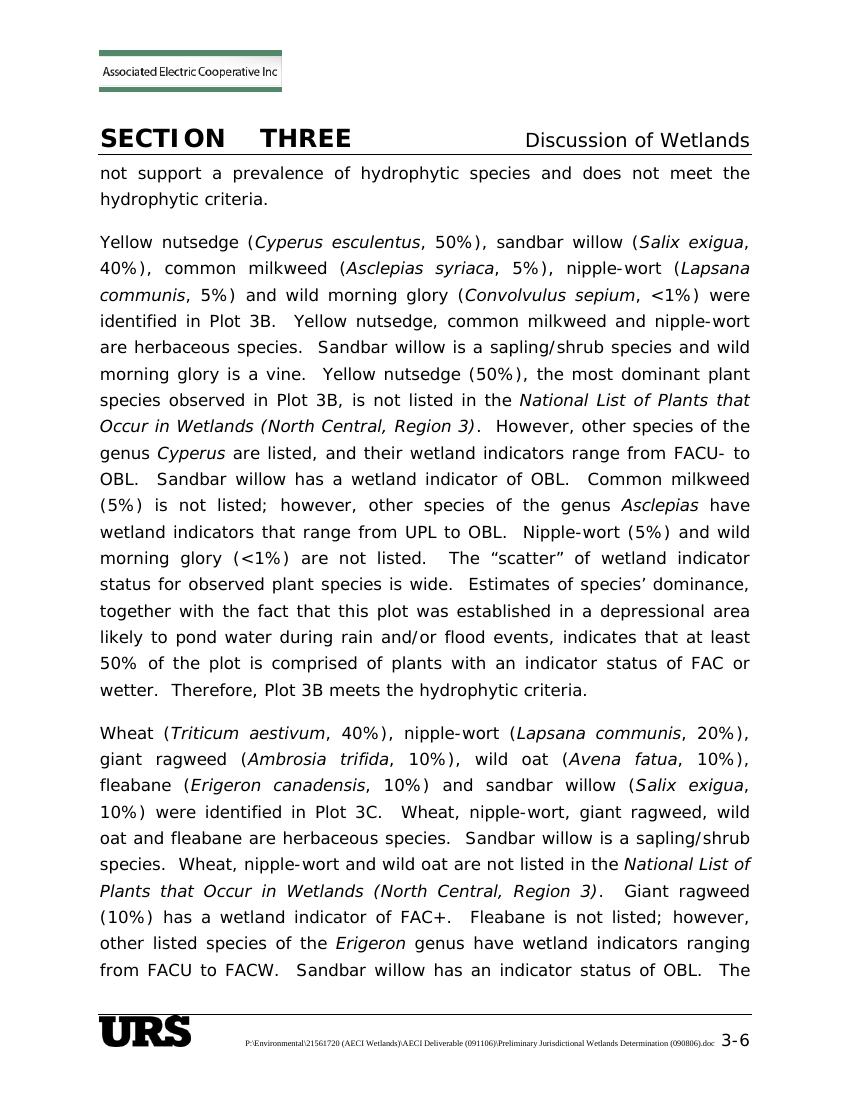 Associated Electric Cooperative Inc
SECTION THREE Discussion of Wetlands
not support a prevalence of hydrophytic species and does not meet the
hydrophytic criteria.
Yellow nutsedge (Cyperus esculentus, 50%), sandbar willow (Salix exigua,
40%), common milkweed (Asclepias syriaca, 5%), nipple-wort (Lapsana
communis, 5%) and wild morning glory (Convolvulus sepium, <1%) were
identified in Plot 3B. Yellow nutsedge, common milkweed and nipple-wort
are herbaceous species. Sandbar willow is a sapling/shrub species and wild
morning glory is a vine. Yellow nutsedge (50%), the most dominant plant
species observed in Plot 3B, is not listed in the National List of Plants that
Occur in Wetlands (North Central, Region 3). However, other species of the
genus Cyperus are listed, and their wetland indicators range from FACU- to
OBL. Sandbar willow has a wetland indicator of OBL. Common milkweed
(5%) is not listed; however, other species of the genus Asclepias have
wetland indicators that range from UPL to OBL. Nipple-wort (5%) and wild
morning glory (<1%) are not listed. The “scatter” of wetland indicator
status for observed plant species is wide. Estimates of species’ dominance,
together with the fact that this plot was established in a depressional area
likely to pond water during rain and/or flood events, indicates that at least
50% of the plot is comprised of plants with an indicator status of FAC or
wetter. Therefore, Plot 3B meets the hydrophytic criteria.
Wheat (Triticum aestivum, 40%), nipple-wort (Lapsana communis, 20%),
giant ragweed (Ambrosia trifida, 10%), wild oat (Avena fatua, 10%),
fleabane (Erigeron canadensis, 10%) and sandbar willow (Salix exigua,
10%) were identified in Plot 3C. Wheat, nipple-wort, giant ragweed, wild
oat and fleabane are herbaceous species. Sandbar willow is a sapling/shrub
species. Wheat, nipple-wort and wild oat are not listed in the National List of
Plants that Occur in Wetlands (North Central, Region 3). Giant ragweed
(10%) has a wetland indicator of FAC+. Fleabane is not listed; however,
other listed species of the Erigeron genus have wetland indicators ranging
from FACU to FACW. Sandbar willow has an indicator status of OBL. The
URS P:\Environmental\21561720 (AECI Wetlands)\AECI Deliverable (091106)\Preliminary Jurisdictional Wetlands Determination (090806).doc 3-6